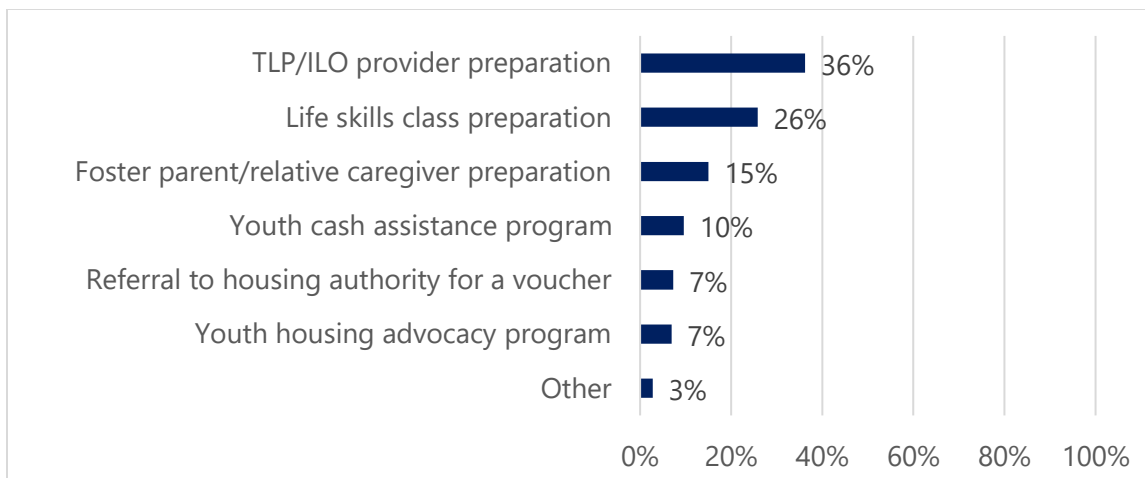 TLP/ILO provider preparation 36%
Life skills class preparation 26%
Foster parent/relative caregiver preparation 15%
Youth cash assistance program 10%
Referral to housing authority for a voucher 7%
Youth housing advocacy program 7%
Other 3%
0% 20% 40% 60% 80% 100%